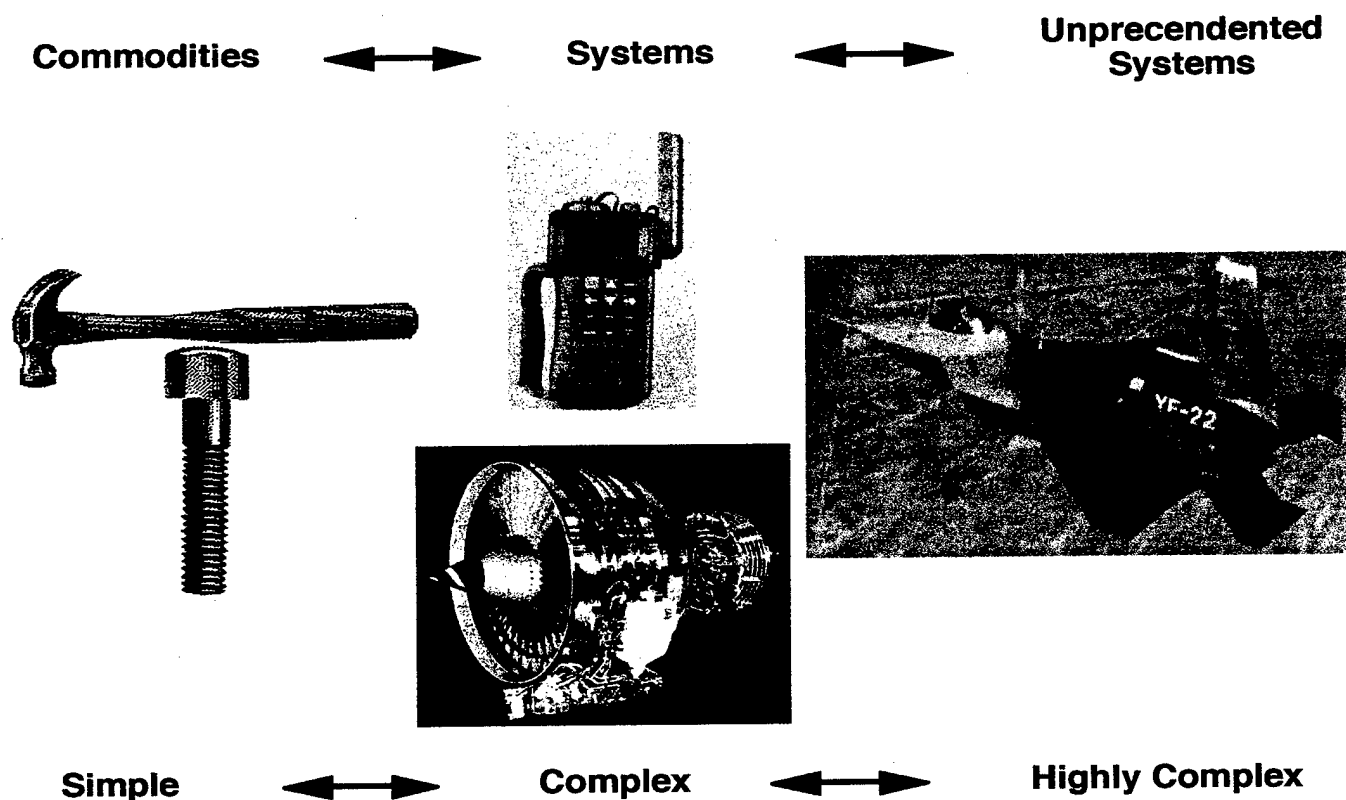 Commodities
Systems
Unprecendented
Systems
YF-22
Simple
Complex
Highly Complex